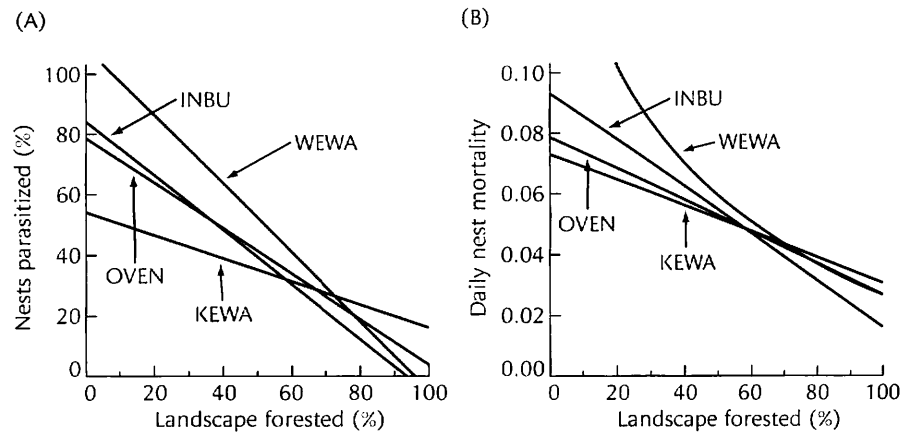 (A)
Nests parasitized (%)
100
80
60
40
20
0
INBU
WEWA
OVEN
KEWA
0 20 40 60 80 100
Landscape forested (%)
(B)
Daily nest mortality
0.10
0.08
0.06
0.04
0.02
0.00
INBU
WEWA
OVEN
KEWA
0 20 40 60 80 100
Landscape forested (%)